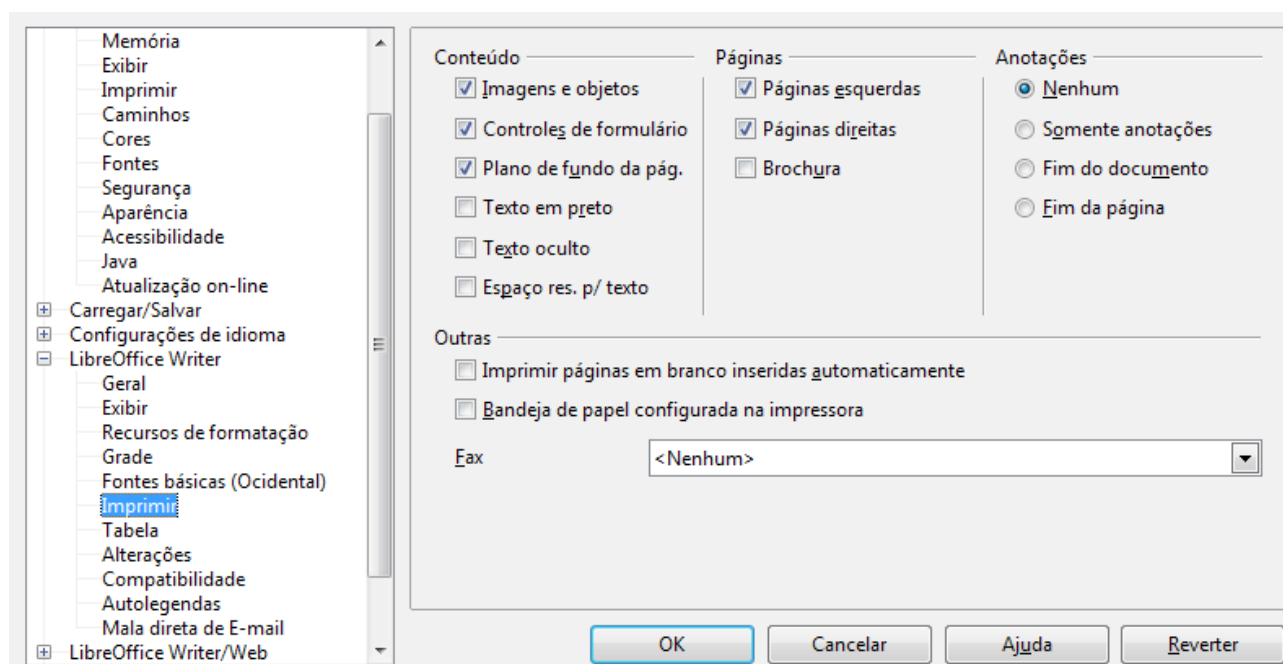 Memória
Exibir
Imprimir
Caminhos
Cores
Fontes
Segurança
Aparência
Acessibilidade
Java
Atualização on-line
Carregar/Salvar
Configurações de idioma
LibreOffice Writer
Geral
Exibir
Recursos de formatação
Grade
Fontes básicas (Ocidental)
Imprimir
Tabela
Alterações
Compatibilidade
Autolegendas
Mala direta de E-mail
LibreOffice Writer/Web
Conteúdo
Imagens e objetos
Controles de formulário
Plano de fundo da pág.
Texto em preto
Texto oculto
Espaço res. p/ texto
Páginas
Páginas esquerdas
Páginas direitas
Brochura
Anotações
Nenhum
Somente anotações
Fim do documento
Fim da página
Outras
Imprimir páginas em branco inseridas automaticamente
Bandeja de papel configurada na impressora
Fax <Nenhum>
OK Cancelar Ajuda Reverter